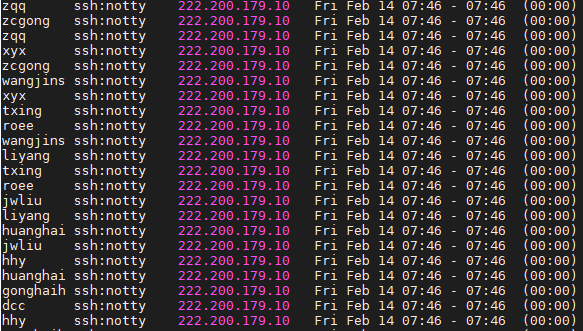 zqq ssh:notty 222.200.179.10 Fri Feb 14 07:46 - 07:46 (00:00)
zcgong ssh:notty 222.200.179.10 Fri Feb 14 07:46 - 07:46 (00:00)
zqq ssh:notty 222.200.179.10 Fri Feb 14 07:46 - 07:46 (00:00)
xyx ssh:notty 222.200.179.10 Fri Feb 14 07:46 - 07:46 (00:00)
zcgong ssh:notty 222.200.179.10 Fri Feb 14 07:46 - 07:46 (00:00)
wangjins ssh:notty 222.200.179.10 Fri Feb 14 07:46 - 07:46 (00:00)
xyx ssh:notty 222.200.179.10 Fri Feb 14 07:46 - 07:46 (00:00)
txing ssh:notty 222.200.179.10 Fri Feb 14 07:46 - 07:46 (00:00)
roee ssh:notty 222.200.179.10 Fri Feb 14 07:46 - 07:46 (00:00)
wangjins ssh:notty 222.200.179.10 Fri Feb 14 07:46 - 07:46 (00:00)
liyang ssh:notty 222.200.179.10 Fri Feb 14 07:46 - 07:46 (00:00)
txing ssh:notty 222.200.179.10 Fri Feb 14 07:46 - 07:46 (00:00)
roee ssh:notty 222.200.179.10 Fri Feb 14 07:46 - 07:46 (00:00)
jwliu ssh:notty 222.200.179.10 Fri Feb 14 07:46 - 07:46 (00:00)
liyang ssh:notty 222.200.179.10 Fri Feb 14 07:46 - 07:46 (00:00)
huanghai ssh:notty 222.200.179.10 Fri Feb 14 07:46 - 07:46 (00:00)
jwliu ssh:notty 222.200.179.10 Fri Feb 14 07:46 - 07:46 (00:00)
hhy ssh:notty 222.200.179.10 Fri Feb 14 07:46 - 07:46 (00:00)
huanghai ssh:notty 222.200.179.10 Fri Feb 14 07:46 - 07:46 (00:00)
gonghaih ssh:notty 222.200.179.10 Fri Feb 14 07:46 - 07:46 (00:00)
dcc ssh:notty 222.200.179.10 Fri Feb 14 07:46 - 07:46 (00:00)
hhy ssh:notty 222.200.179.10 Fri Feb 14 07:46 - 07:46 (00:00)